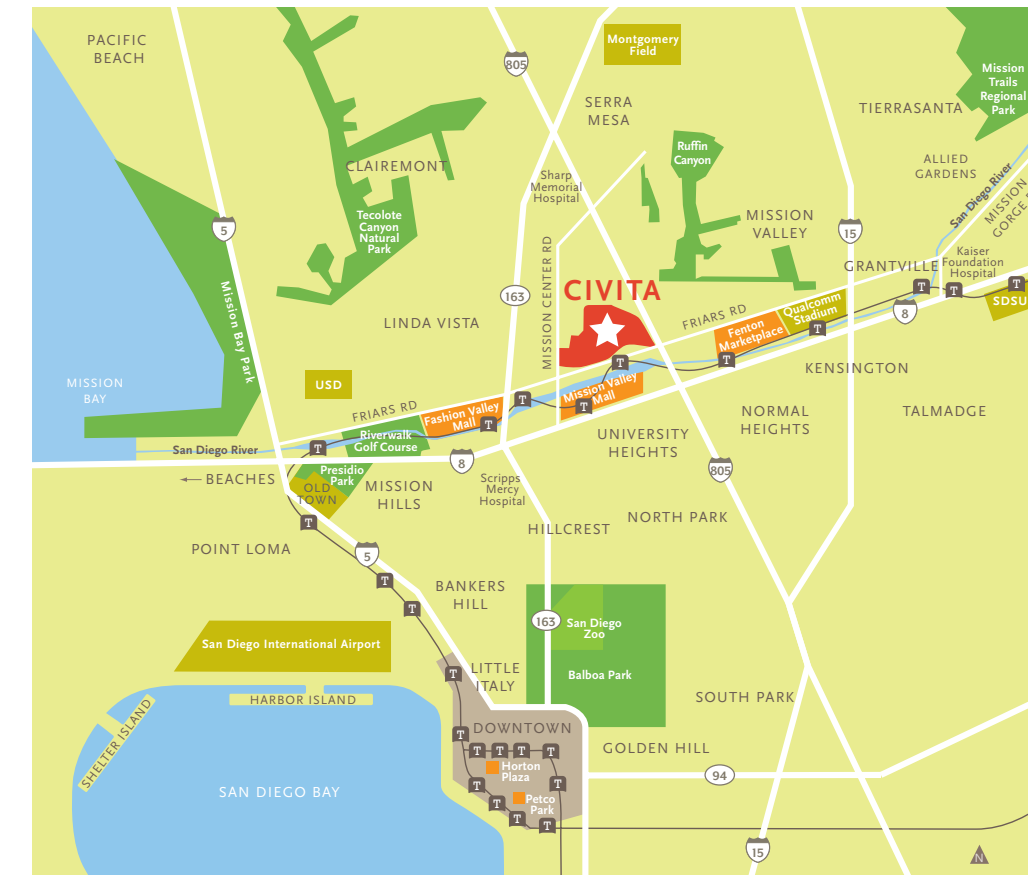 PACIFIC
BEACH
805
Montgomery
Field
Mission
Trails
Regional
Park
SERRA
MESA
TIERRASANTA
CLAIREMONT
Ruffin
Canyon
ALLIED
GARDENS
Sharp
Memorial
Hospital
San Diego River
MISSION
GORGE
Tecolote
Canyon
Natural
Park
5
MISSION
VALLEY
15
MISSION CENTER RD
GRANTVILLE
Kaiser
Foundation
Hospital
CIVITA
163
Mission Bay Park
LINDA VISTA
FRIARS RD
Qualcomm
Stadium
SDSU
8
Fenton
Marketplace
T
T
T
T
T
T
KENSINGTON
MISSION
BAY
USD
Mission Valley
Mall
T
T
FRIARS RD
Fashion Valley
Mall
T
NORMAL
HEIGHTS
TALMADGE
Riverwalk
Golf Course
T
UNIVERSITY
HEIGHTS
San Diego River
8
805
BEACHES
Presidio
Park
OLD
TOWN
MISSION
HILLS
Scripps
Mercy
Hospital
T
HILLCREST
NORTH PARK
POINT LOMA
5
T
BANKERS
HILL
T
163
San Diego
Zoo
San Diego International Airport
T
LITTLE
ITALY
Balboa Park
HARBOR ISLAND
SHELTER ISLAND
SOUTH PARK
DOWNTOWN
T
T
T
T
T
GOLDEN HILL
Horton
Plaza
94
T
T
SAN DIEGO BAY
T
Petco
Park
T
T
15
N